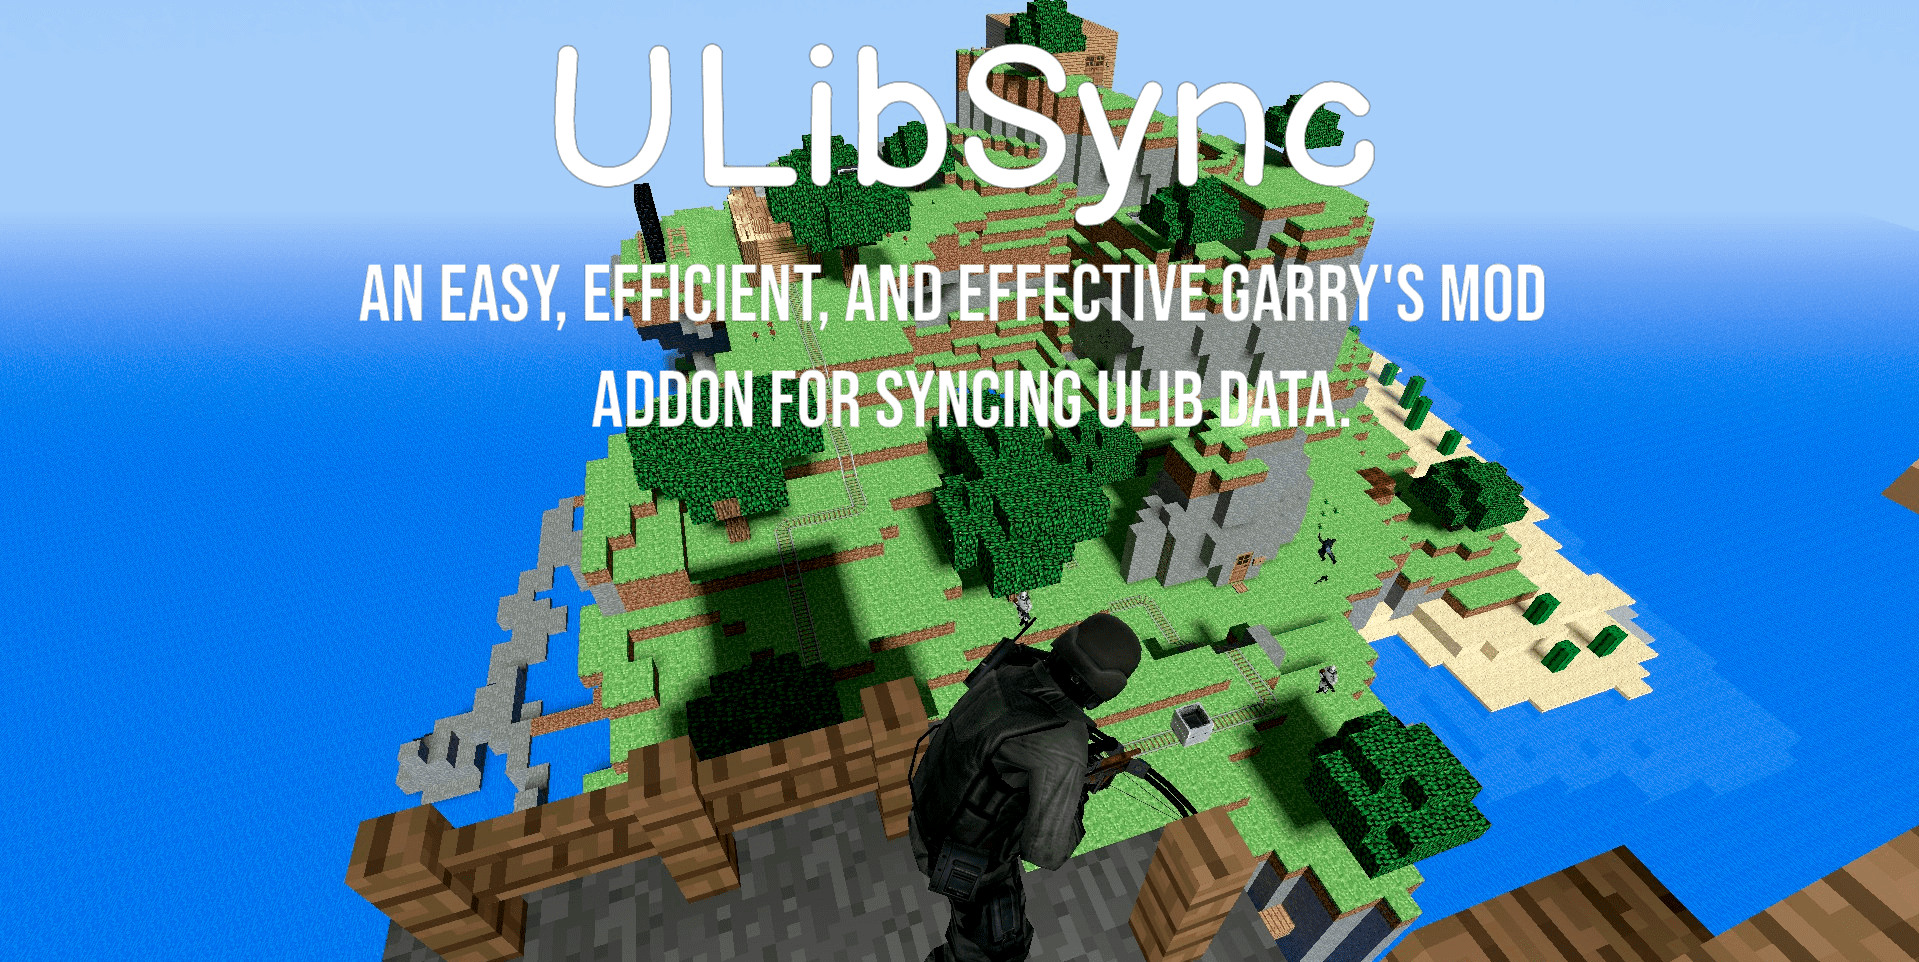 ULibSync
AN EASY, EFFICIENT, AND EFFECTIVE GARRY'S MOD
ADDON FOR SYNCING ULIB DATA.